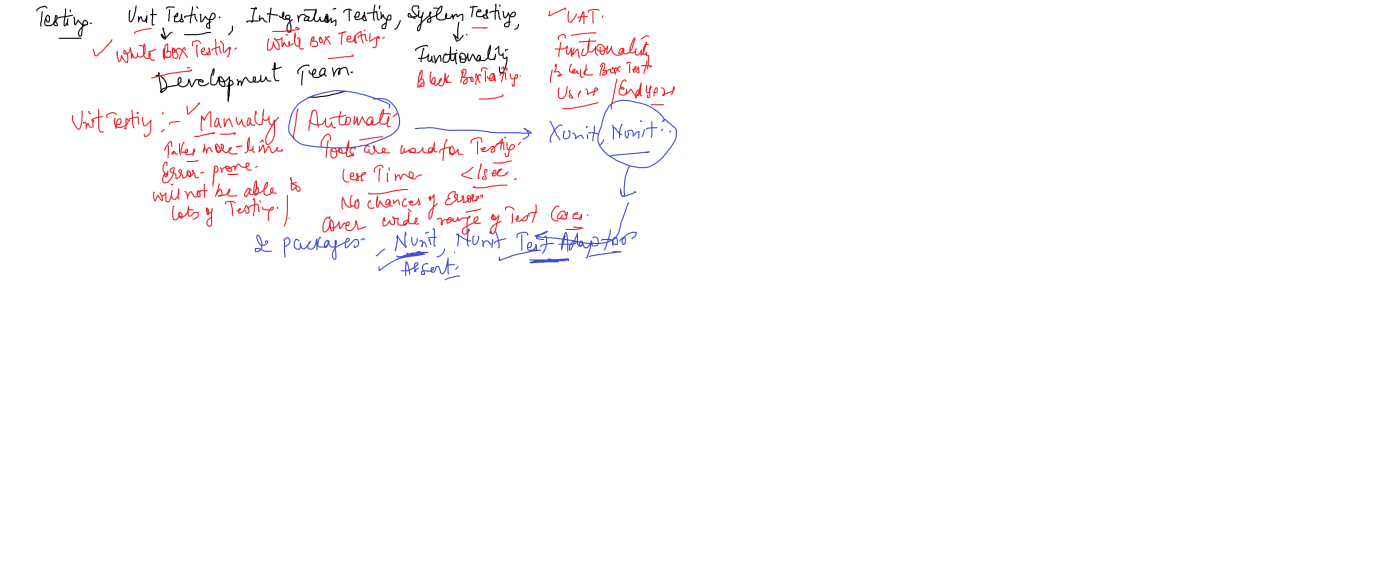 Testing. Unit Testing, Integration Testing, System Testing, UAT.
White Box Testing. White Box Testing. Functionality Functionality
Development Team. Black Box Testing. Black Box Test
Users / End users
Unit Testing :- Manually / Automatic Xunit, Nunit..
Takes more time Tools are used for Testing.
Error-prone. Less Time <1sec.
will not be able to No chances of Errors
lots of Testing. Cover wide range of Test Cases.
2 packages , Nunit, Nunit Test Adaptor
Assert.